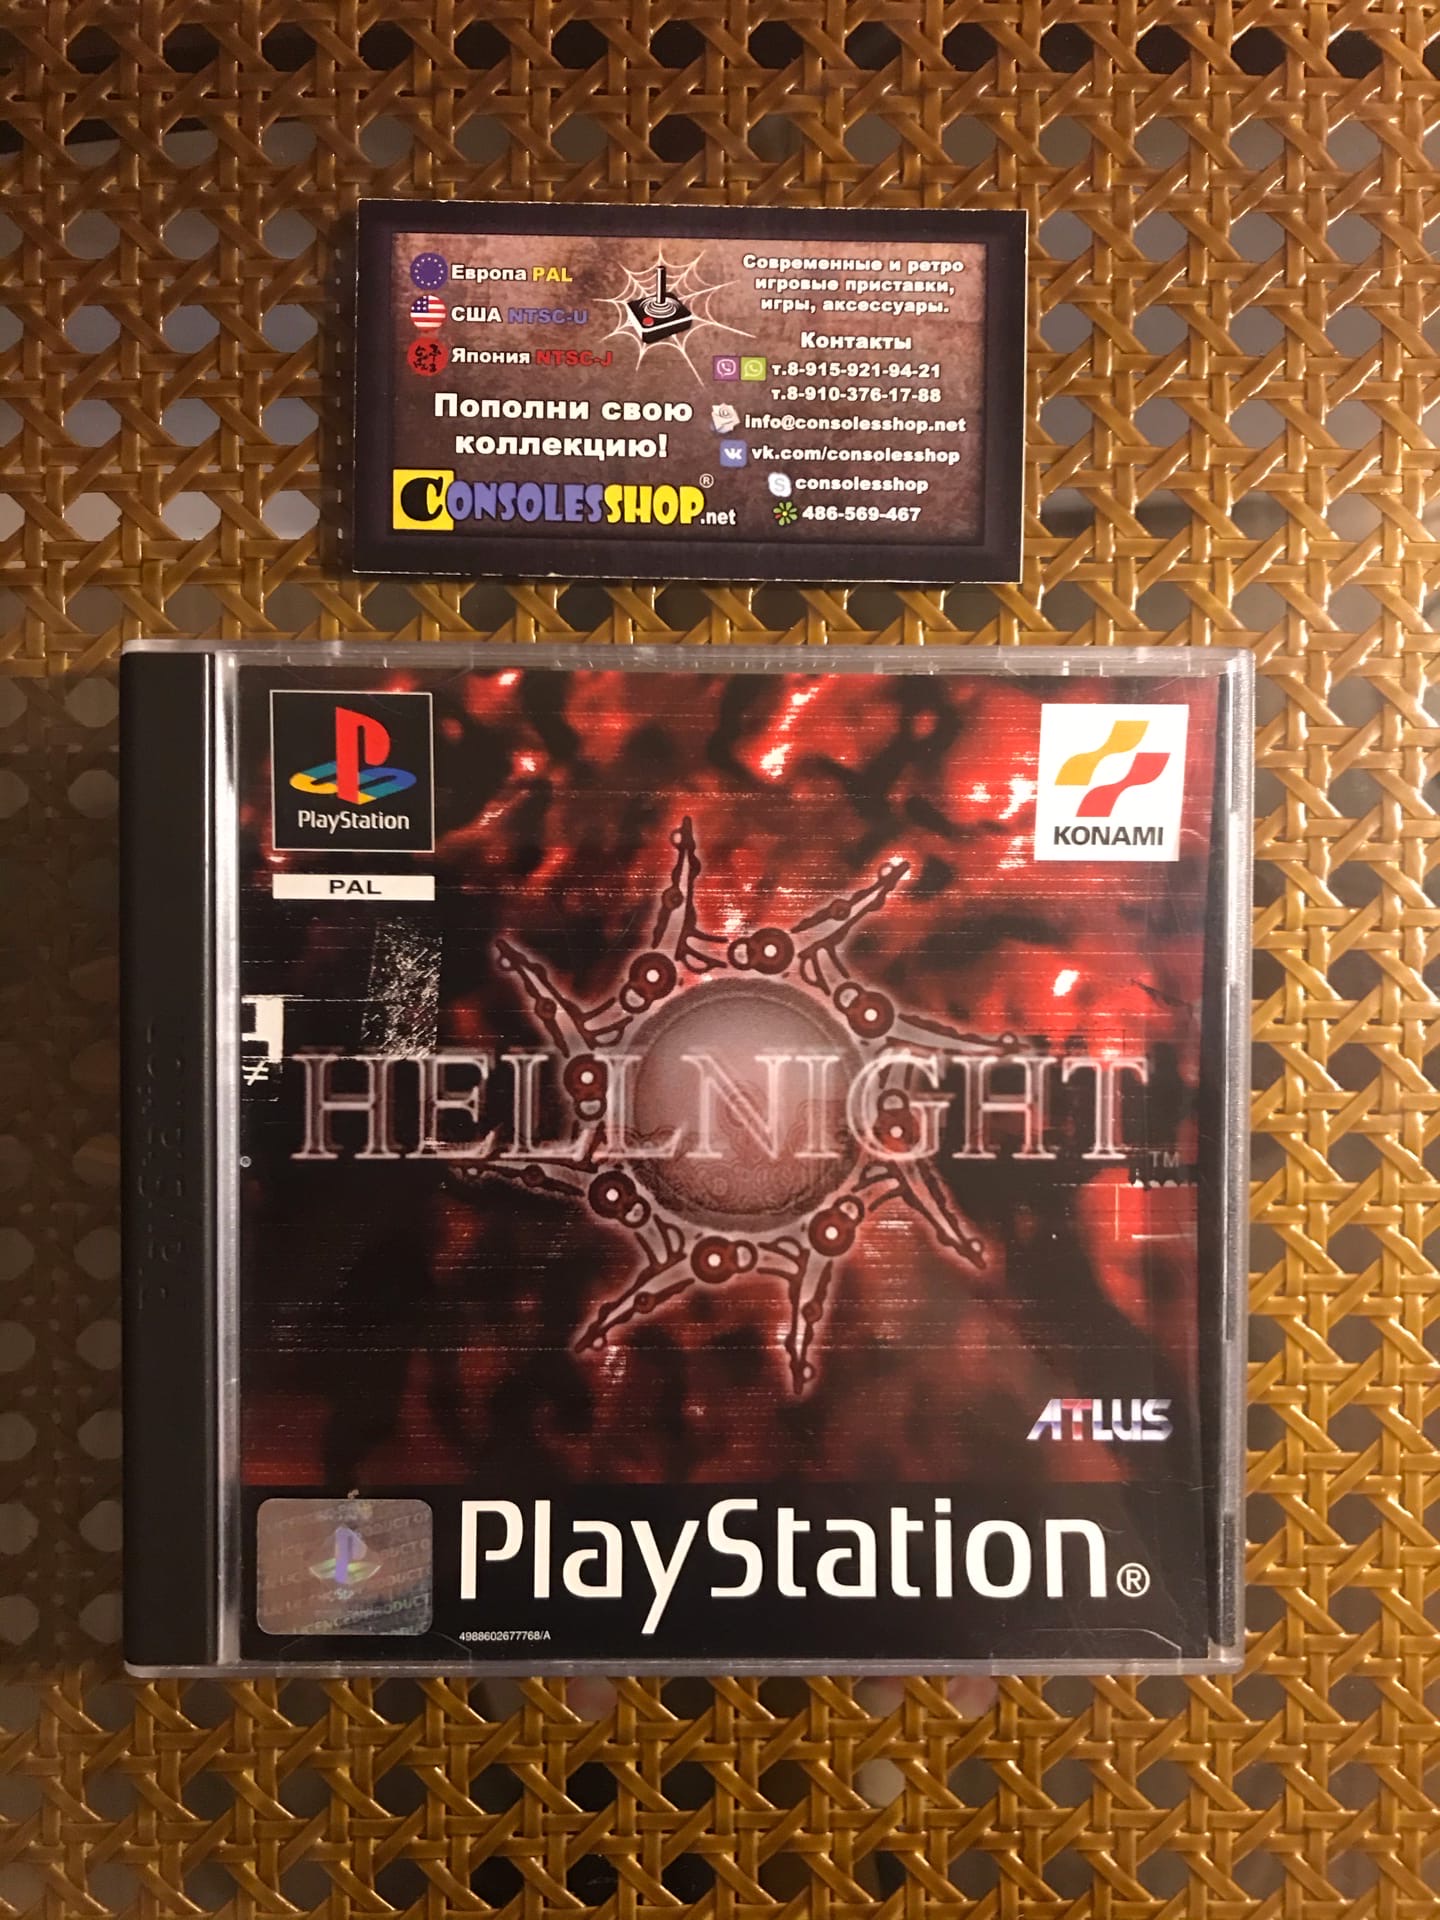 Европа PAL
США NTSC-U
Япония NTSC-J
Пополни свою
коллекцию!
CONSOLESSHOP®.net
Современные и ретро
игровые приставки,
игры, аксессуары.
Контакты
т.8-915-921-94-21
т.8-910-376-17-88
info@consolesshop.net
vk.com/consolesshop
consolesshop
486-569-467
PlayStation
PAL
KONAMI
HELLNIGHT™
ATLUS
PlayStation®
4988602677768/A